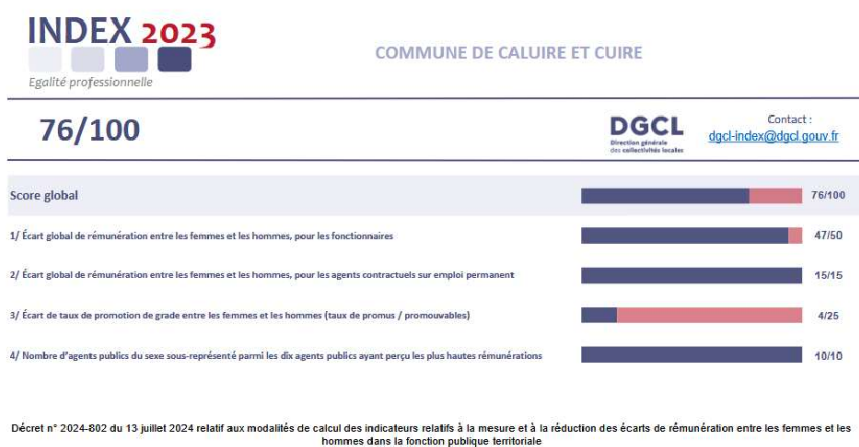 INDEX 2023
Egalité professionnelle
COMMUNE DE CALUIRE ET CUIRE
76/100
DGCL
Direction générale
des collectivités locales
Contact :
dgcl-index@dgcl.gouv.fr
Score global 76/100
1/ Écart global de rémunération entre les femmes et les hommes, pour les fonctionnaires 47/50
2/ Écart global de rémunération entre les femmes et les hommes, pour les agents contractuels sur emploi permanent 15/15
3/ Écart de taux de promotion de grade entre les femmes et les hommes (taux de promus / promouvables) 4/25
4/ Nombre d'agents publics du sexe sous-représenté parmi les dix agents publics ayant perçu les plus hautes rémunérations 10/10
Décret n° 2024-802 du 13 juillet 2024 relatif aux modalités de calcul des indicateurs relatifs à la mesure et à la réduction des écarts de rémunération entre les femmes et les
hommes dans la fonction publique territoriale